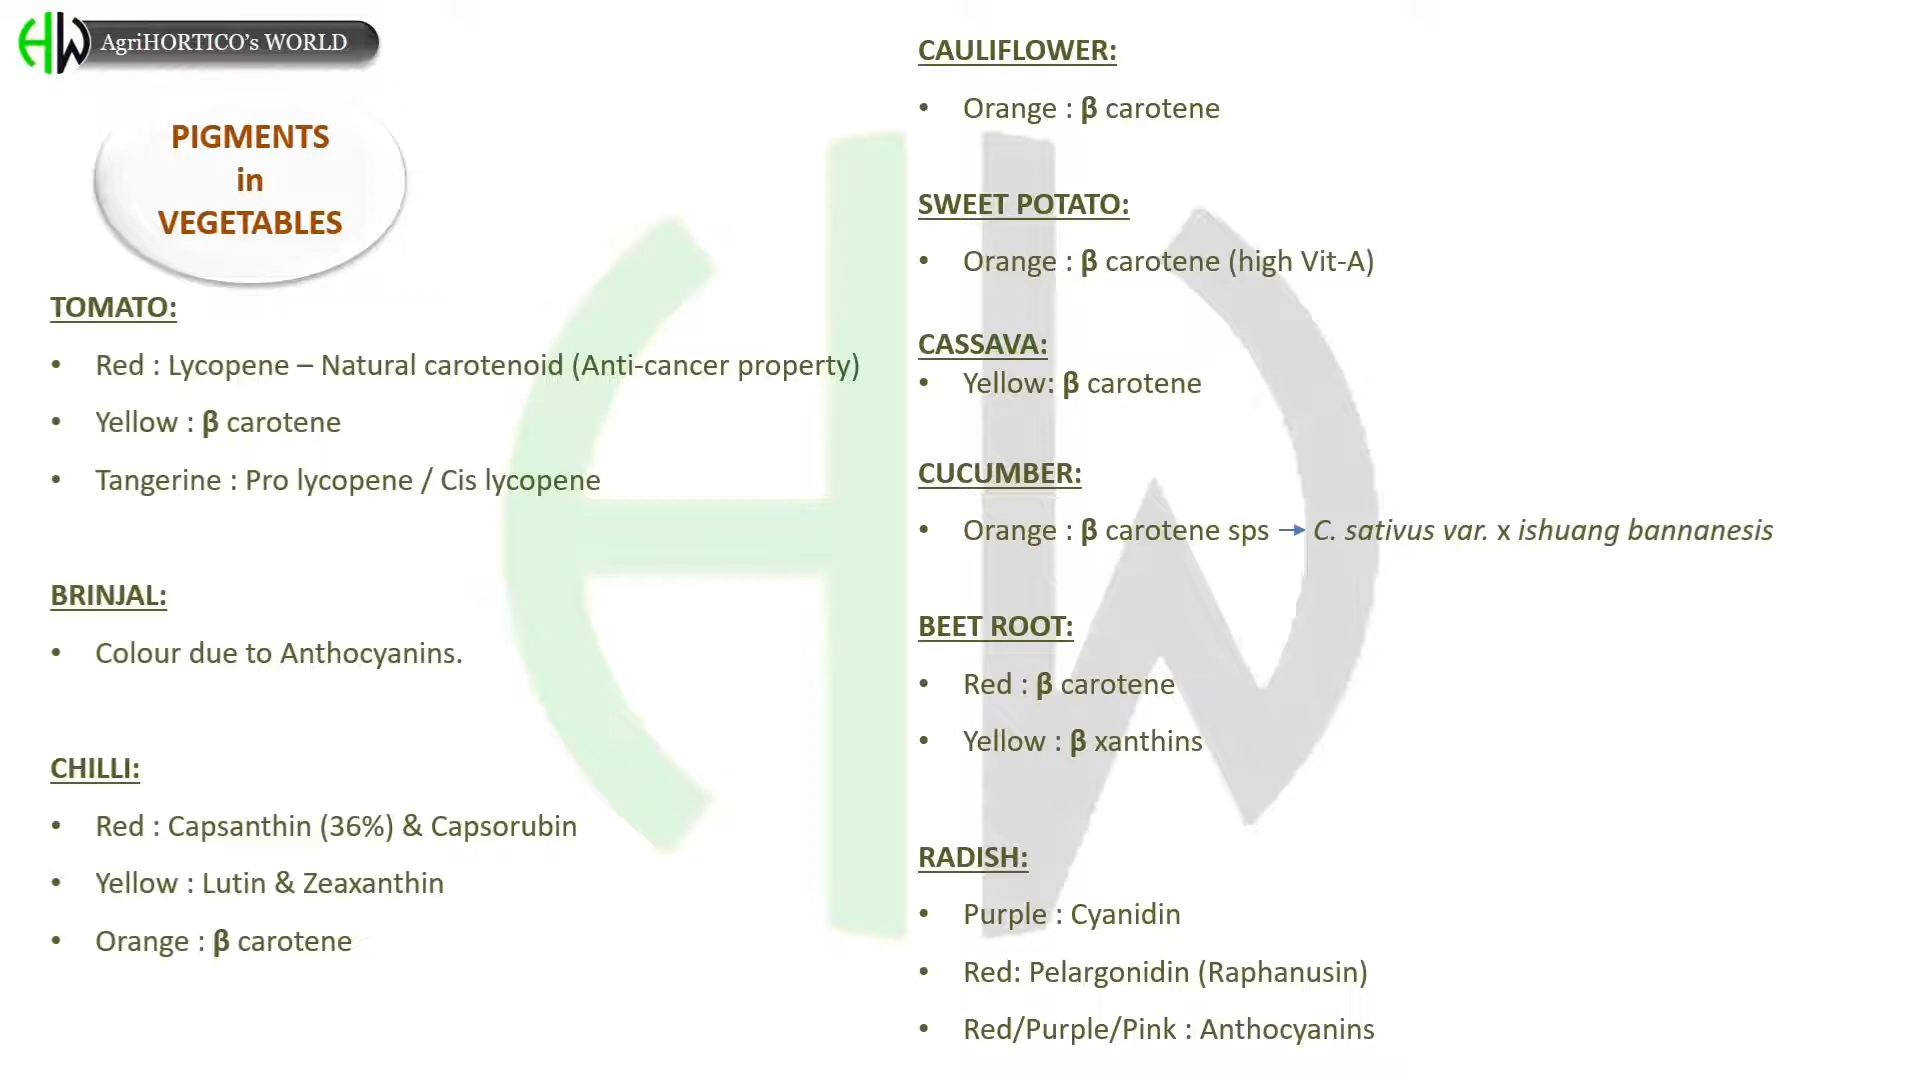 HW AgriHORTICO's WORLD
PIGMENTS
in
VEGETABLES
TOMATO:
• Red : Lycopene – Natural carotenoid (Anti-cancer property)
• Yellow : β carotene
• Tangerine : Pro lycopene / Cis lycopene
BRINJAL:
• Colour due to Anthocyanins.
CHILLI:
• Red : Capsanthin (36%) & Capsorubin
• Yellow : Lutin & Zeaxanthin
• Orange : β carotene
CAULIFLOWER:
• Orange : β carotene
SWEET POTATO:
• Orange : β carotene (high Vit-A)
CASSAVA:
• Yellow: β carotene
CUCUMBER:
• Orange : β carotene sps → C. sativus var. x ishuang bannanesis
BEET ROOT:
• Red : β carotene
• Yellow : β xanthins
RADISH:
• Purple : Cyanidin
• Red: Pelargonidin (Raphanusin)
• Red/Purple/Pink : Anthocyanins